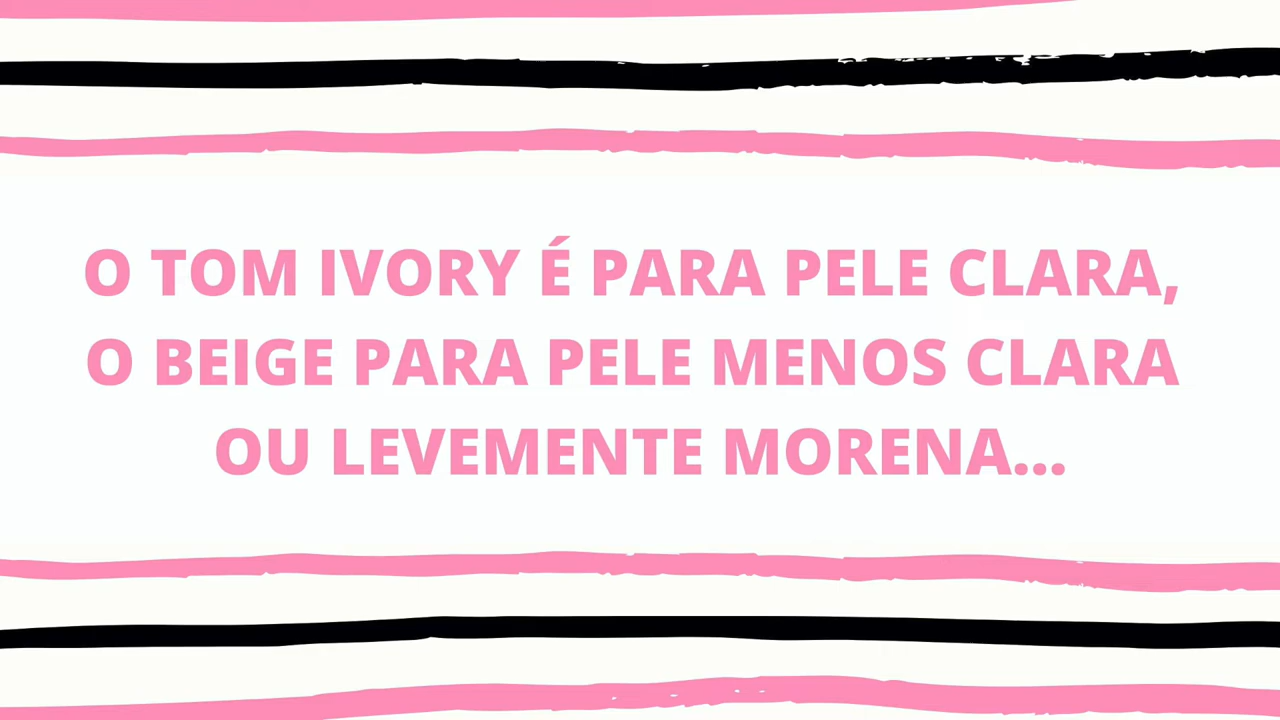 O TOM IVORY É PARA PELE CLARA,
O BEIGE PARA PELE MENOS CLARA
OU LEVEMENTE MORENA...